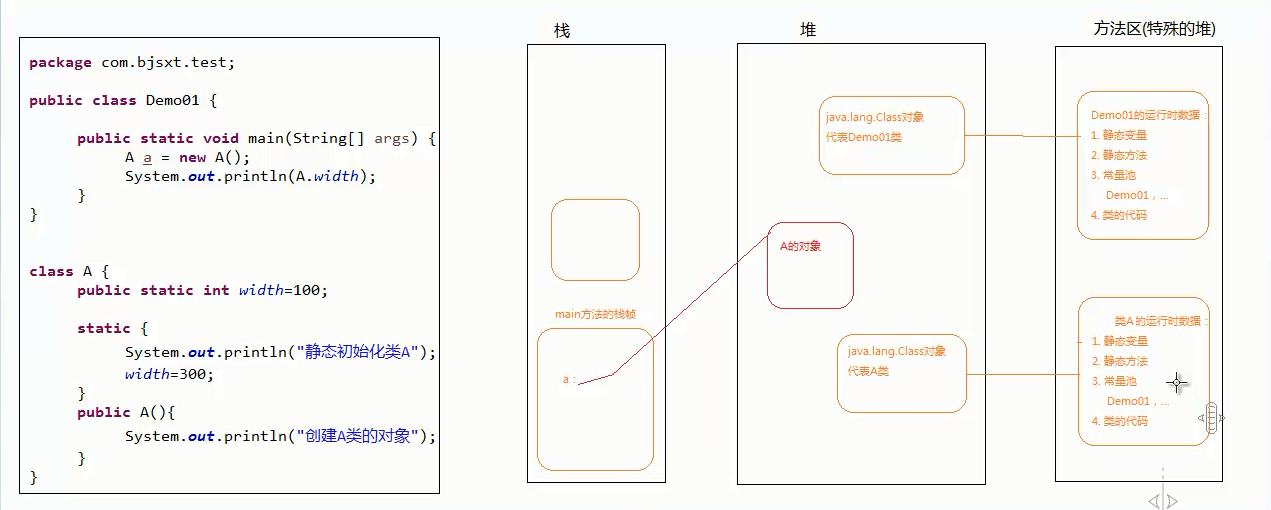 package com.bjsxt.test;
public class Demo01 {
public static void main(String[] args) {
A a = new A();
System.out.println(A.width);
}
}
class A {
public static int width=100;
static {
System.out.println("静态初始化类A");
width=300;
}
public A(){
System.out.println("创建A类的对象");
}
}
栈
main方法的栈帧
a：
堆
java.lang.Class对象
代表Demo01类
A的对象
java.lang.Class对象
代表A类
方法区(特殊的堆)
Demo01的运行时数据：
1. 静态变量
2. 静态方法
3. 常量池
Demo01，...
4. 类的代码
类A的运行时数据：
1. 静态变量
2. 静态方法
3. 常量池
Demo01，...
4. 类的代码